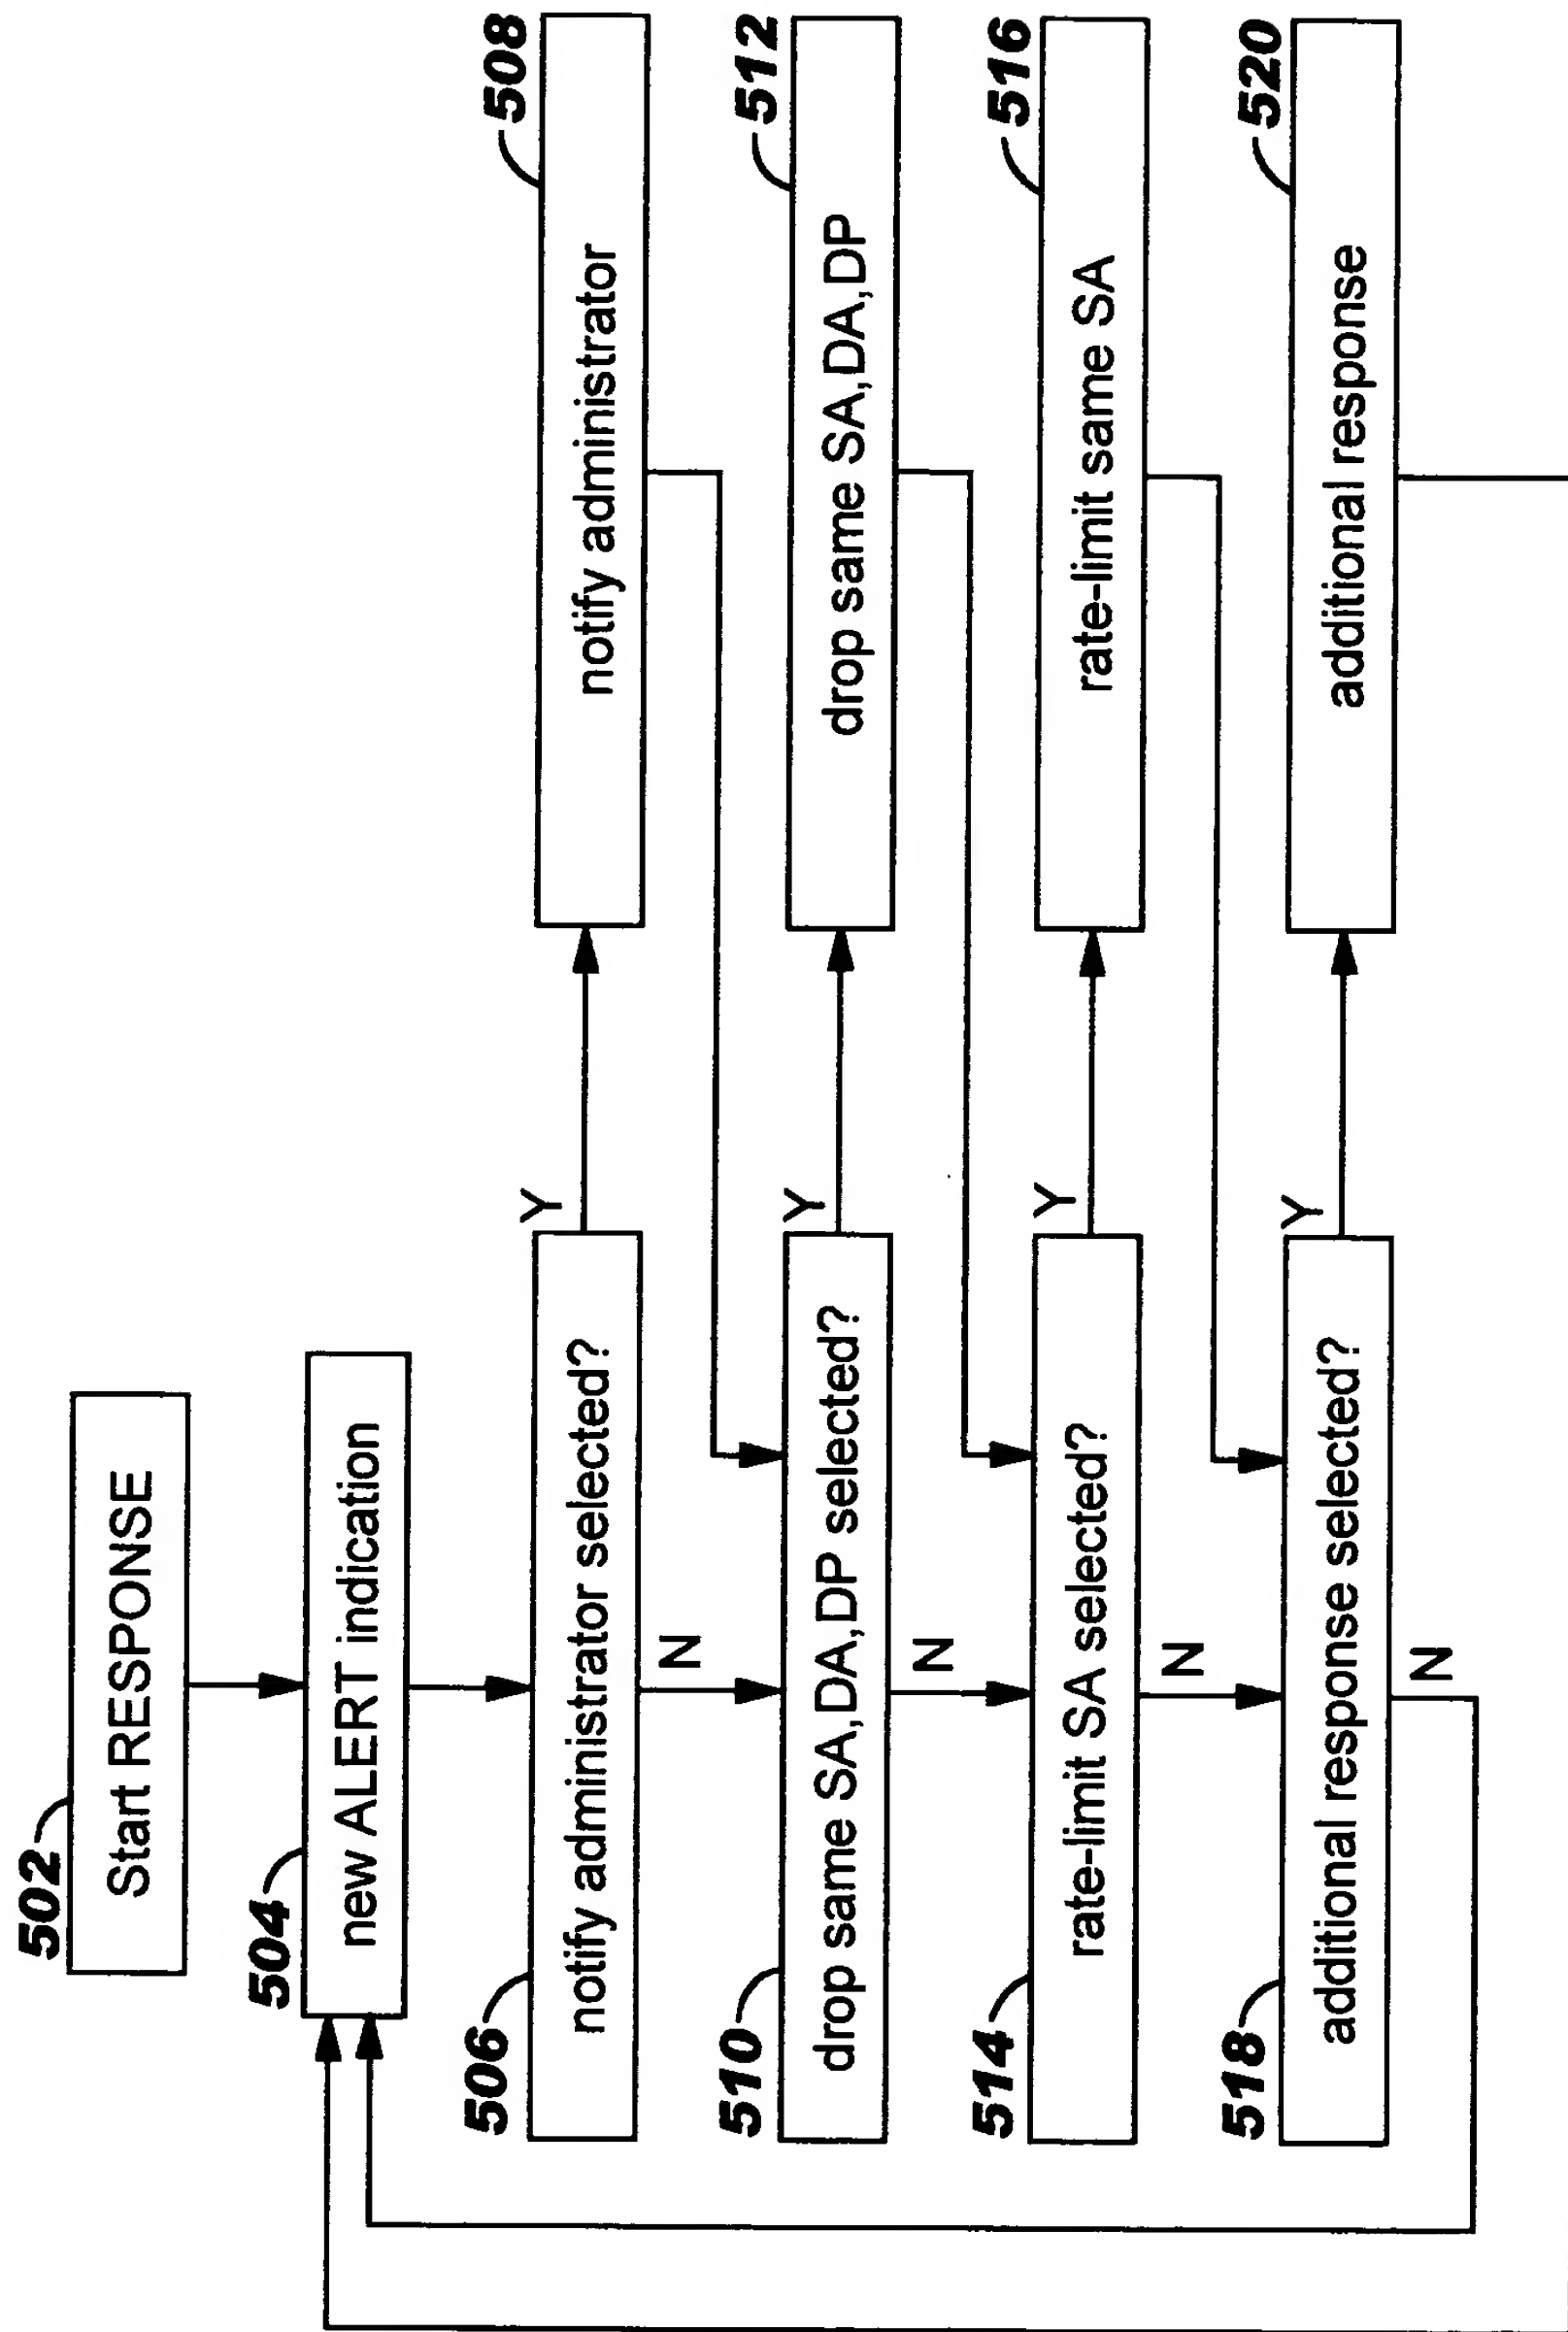 502
Start RESPONSE
504
new ALERT indication
506
notify administrator selected?
Y
508
notify administrator
N
510
drop same SA,DA,DP selected?
Y
512
drop same SA,DA,DP
N
514
rate-limit SA selected?
Y
516
rate-limit same SA
N
518
additional response selected?
Y
520
additional response
N